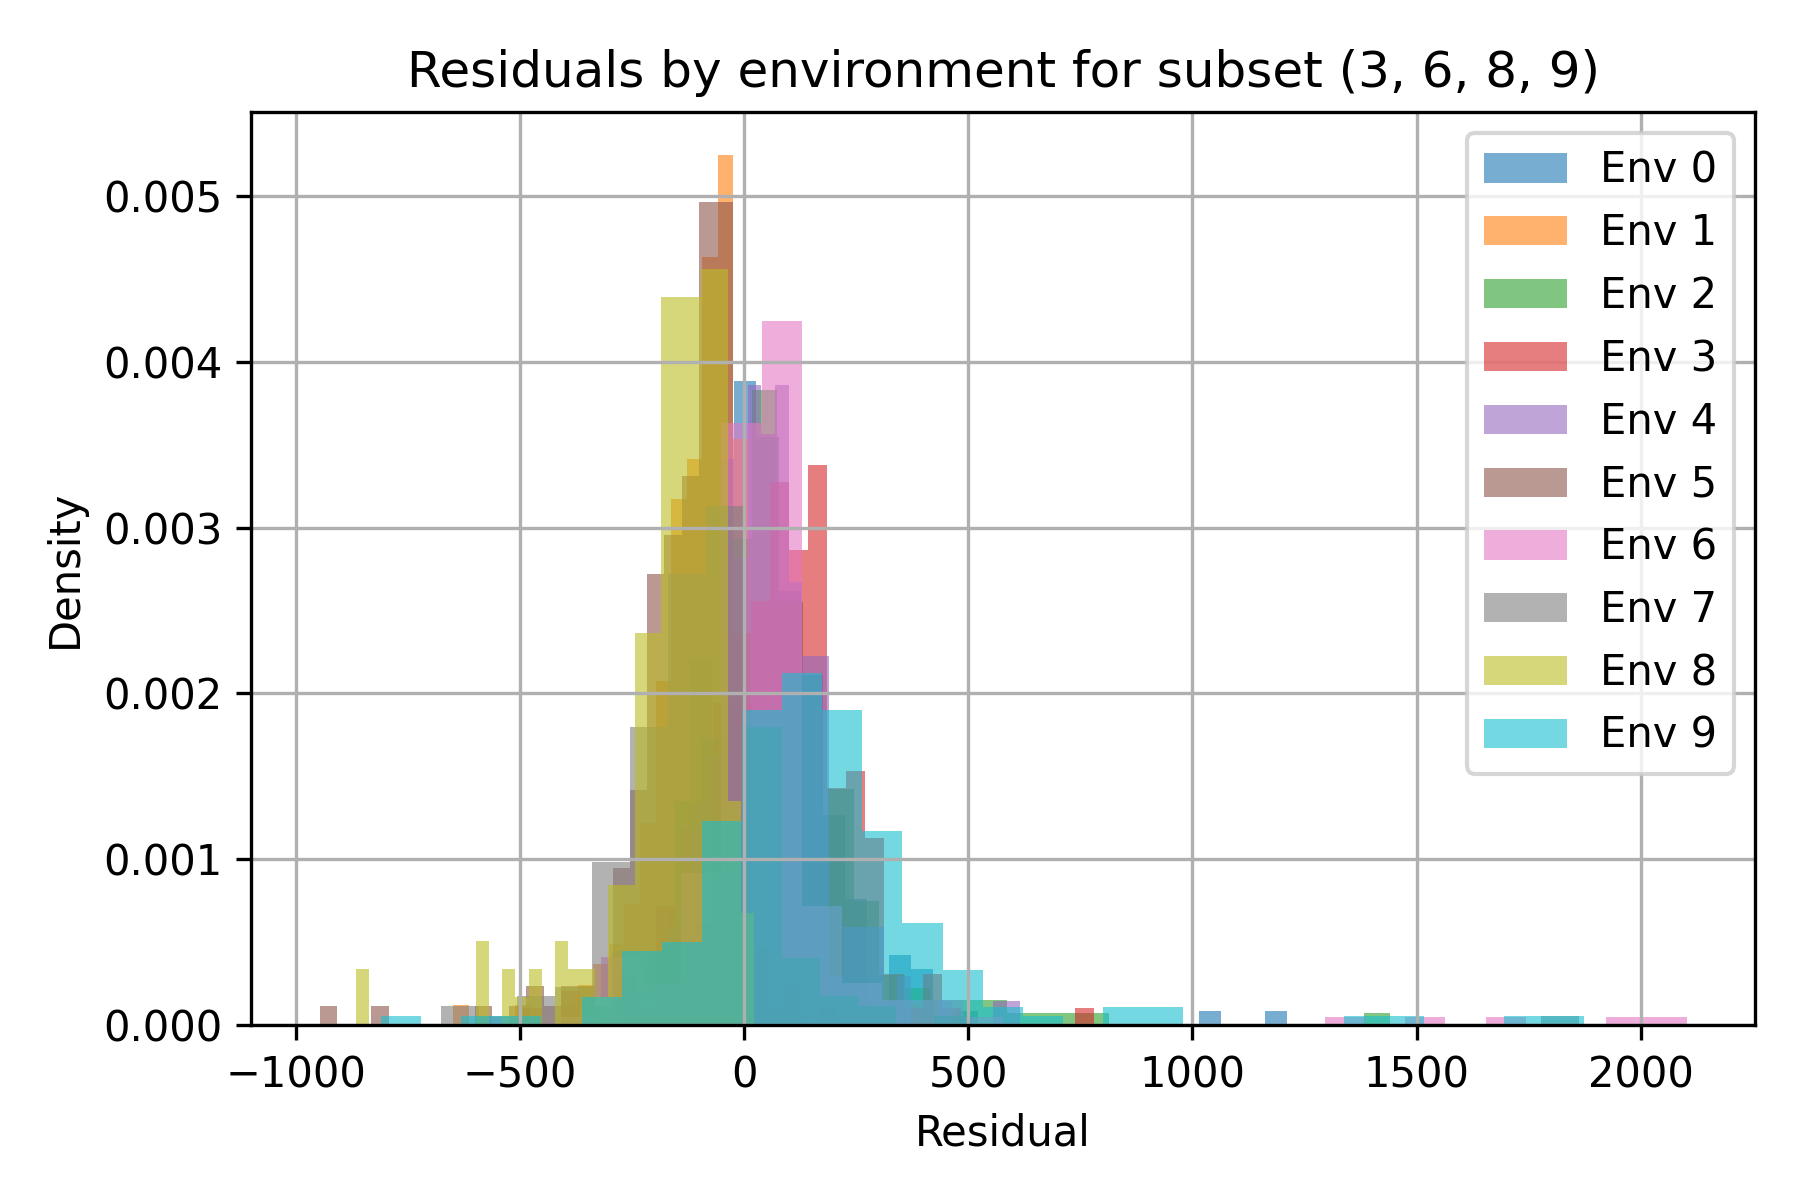 Residuals by environment for subset (3, 6, 8, 9)
Density
0.005
0.004
0.003
0.002
0.001
0.000
−1000
−500
0
500
1000
1500
2000
Residual
Env 0
Env 1
Env 2
Env 3
Env 4
Env 5
Env 6
Env 7
Env 8
Env 9